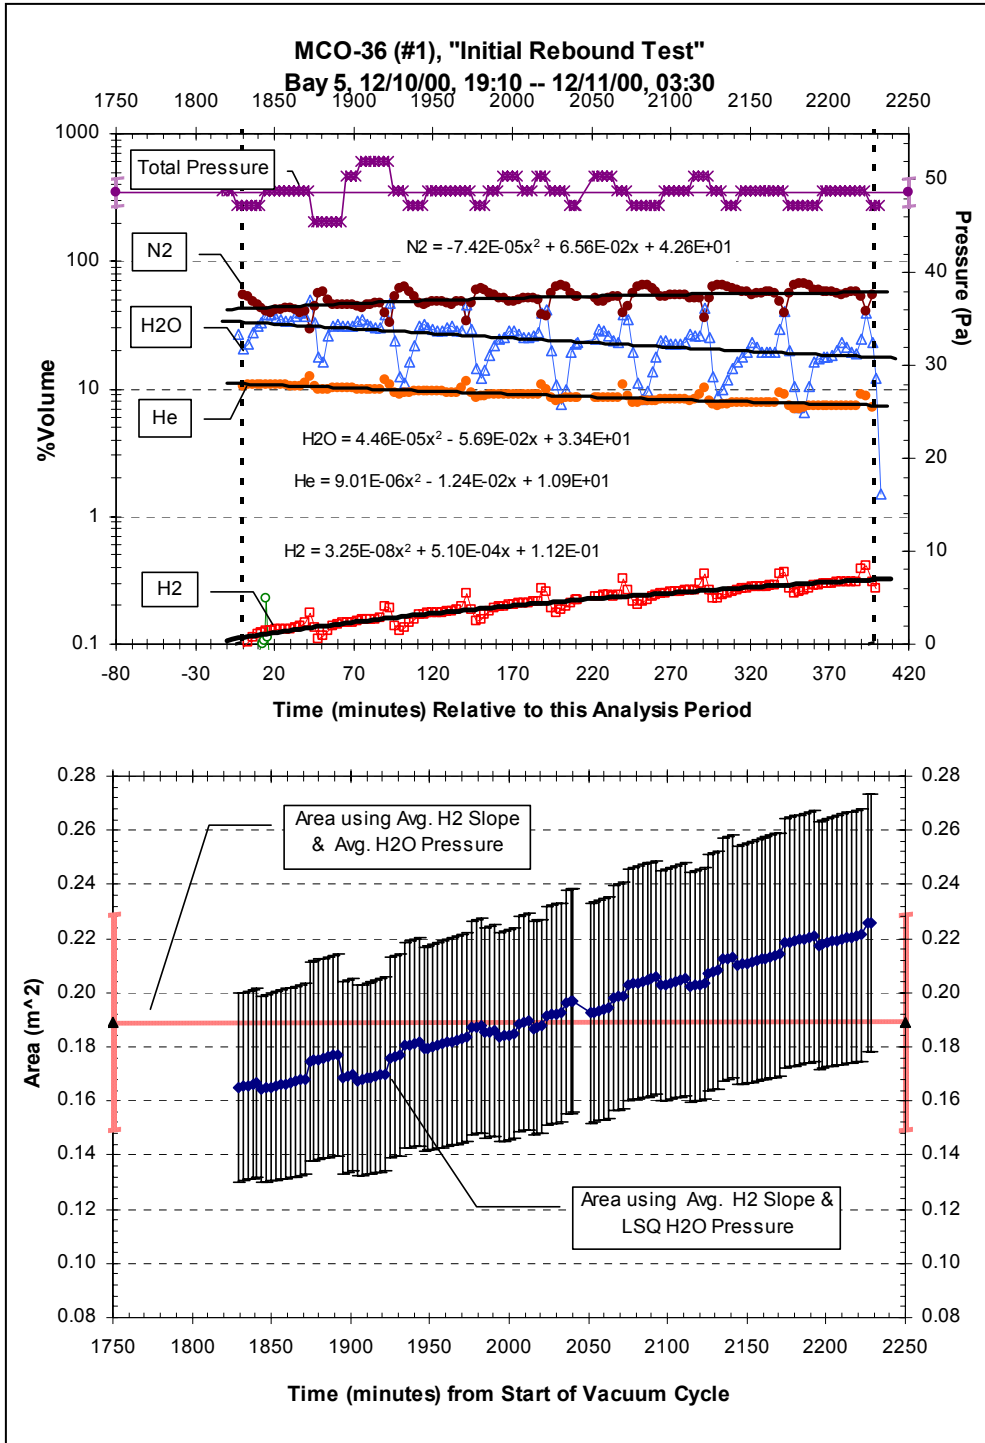 MCO-36 (#1), "Initial Rebound Test"
Bay 5, 12/10/00, 19:10 -- 12/11/00, 03:30
1750 1800 1850 1900 1950 2000 2050 2100 2150 2200 2250
1000
Total Pressure
50
N2 = -7.42E-05x² + 6.56E-02x + 4.26E+01
N2
100
40
H2O
30
10
He
H2O = 4.46E-05x² - 5.69E-02x + 3.34E+01
20
He = 9.01E-06x² - 1.24E-02x + 1.09E+01
1
H2 = 3.25E-08x² + 5.10E-04x + 1.12E-01
10
H2
0.1
0
%Volume
Pressure (Pa)
-80 -30 20 70 120 170 220 270 320 370 420
Time (minutes) Relative to this Analysis Period
0.28 0.28
Area using Avg. H2 Slope
& Avg. H2O Pressure
0.26 0.26
0.24 0.24
0.22 0.22
0.20 0.20
0.18 0.18
0.16 0.16
0.14 0.14
Area using Avg. H2 Slope &
LSQ H2O Pressure
0.12 0.12
0.10 0.10
0.08 0.08
Area (m^2)
1750 1800 1850 1900 1950 2000 2050 2100 2150 2200 2250
Time (minutes) from Start of Vacuum Cycle